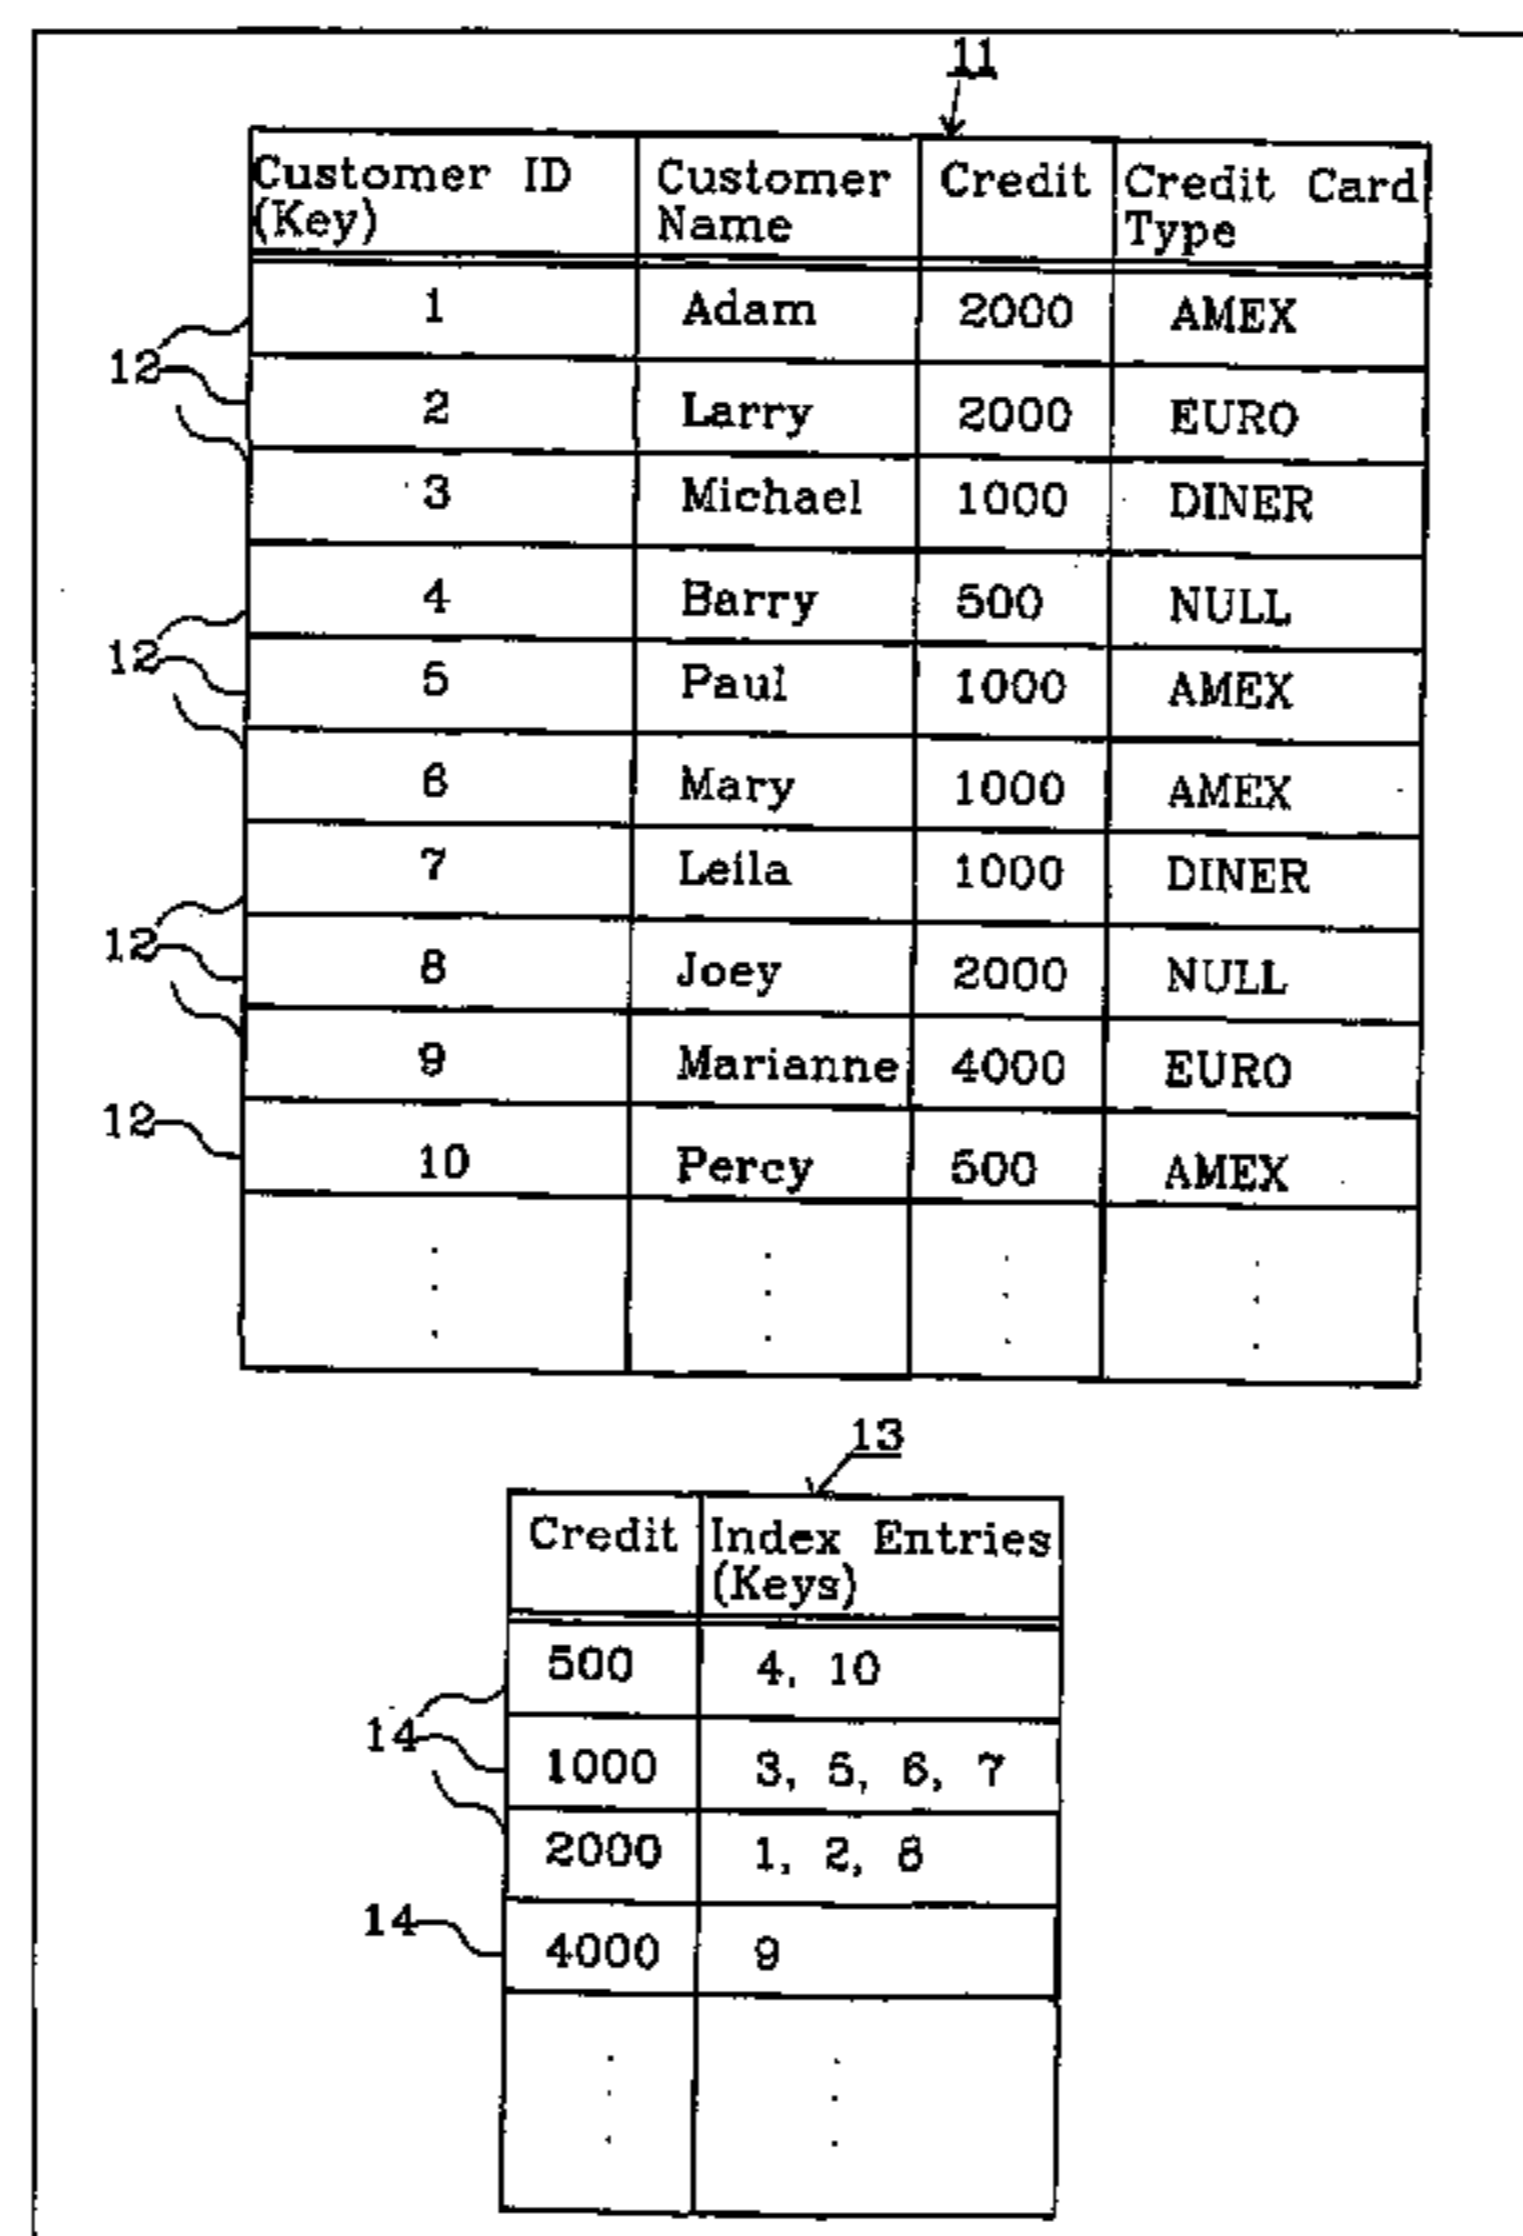 11
Customer ID (Key) Customer Name Credit Credit Card Type
1 Adam 2000 AMEX
12
2 Larry 2000 EURO
3 Michael 1000 DINER
4 Barry 500 NULL
12
5 Paul 1000 AMEX
6 Mary 1000 AMEX
7 Leila 1000 DINER
12
8 Joey 2000 NULL
9 Marianne 4000 EURO
12
10 Percy 500 AMEX
13
Credit Index Entries (Keys)
500 4, 10
14
1000 3, 5, 6, 7
2000 1, 2, 8
14
4000 9